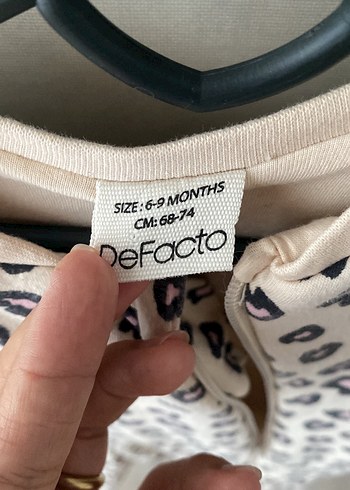 SIZE: 6-9 MONTHS
CM: 68-74
DeFacto